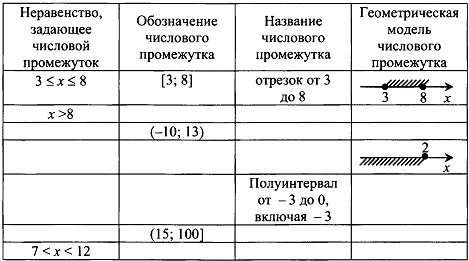 Неравенство,
задающее
числовой
промежуток
Обозначение
числового
промежутка
Название
числового
промежутка
Геометрическая
модель
числового
промежутка
3 ≤ x ≤ 8
[3; 8]
отрезок от 3
до 8
3 8 x
x >8
(–10; 13)
2
x
Полуинтервал
от – 3 до 0,
включая – 3
(15; 100]
7 < x < 12